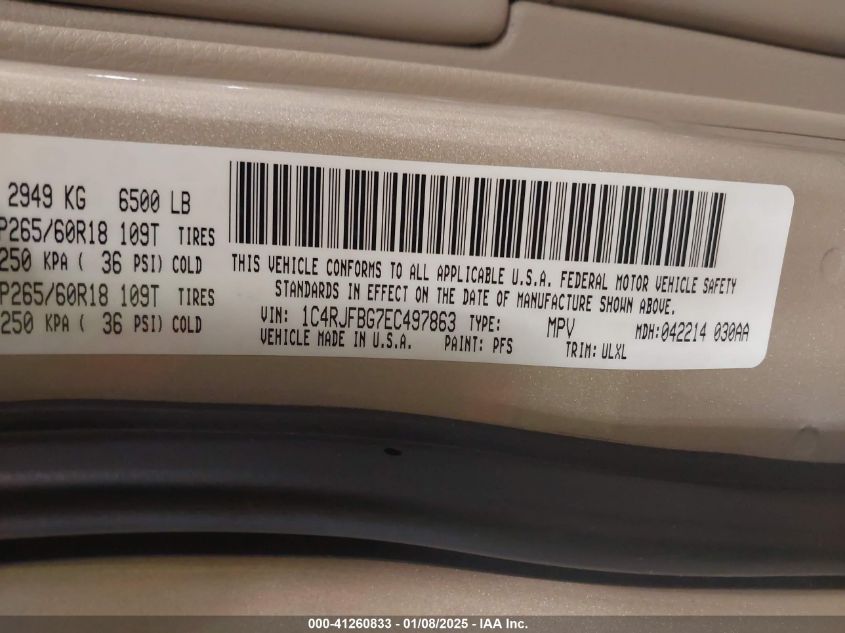 2949 KG 6500 LB
P265/60R18 109T TIRES
250 KPA ( 36 PSI) COLD
P265/60R18 109T TIRES
250 KPA ( 36 PSI) COLD
THIS VEHICLE CONFORMS TO ALL APPLICABLE U.S.A. FEDERAL MOTOR VEHICLE SAFETY
STANDARDS IN EFFECT ON THE DATE OF MANUFACTURE SHOWN ABOVE.
VIN: 1C4RJFBG7EC497863 TYPE: MPV MDH:042214 030AA
VEHICLE MADE IN U.S.A. PAINT: PFS TRIM: ULXL
000-41260833 - 01/08/2025 - IAA Inc.